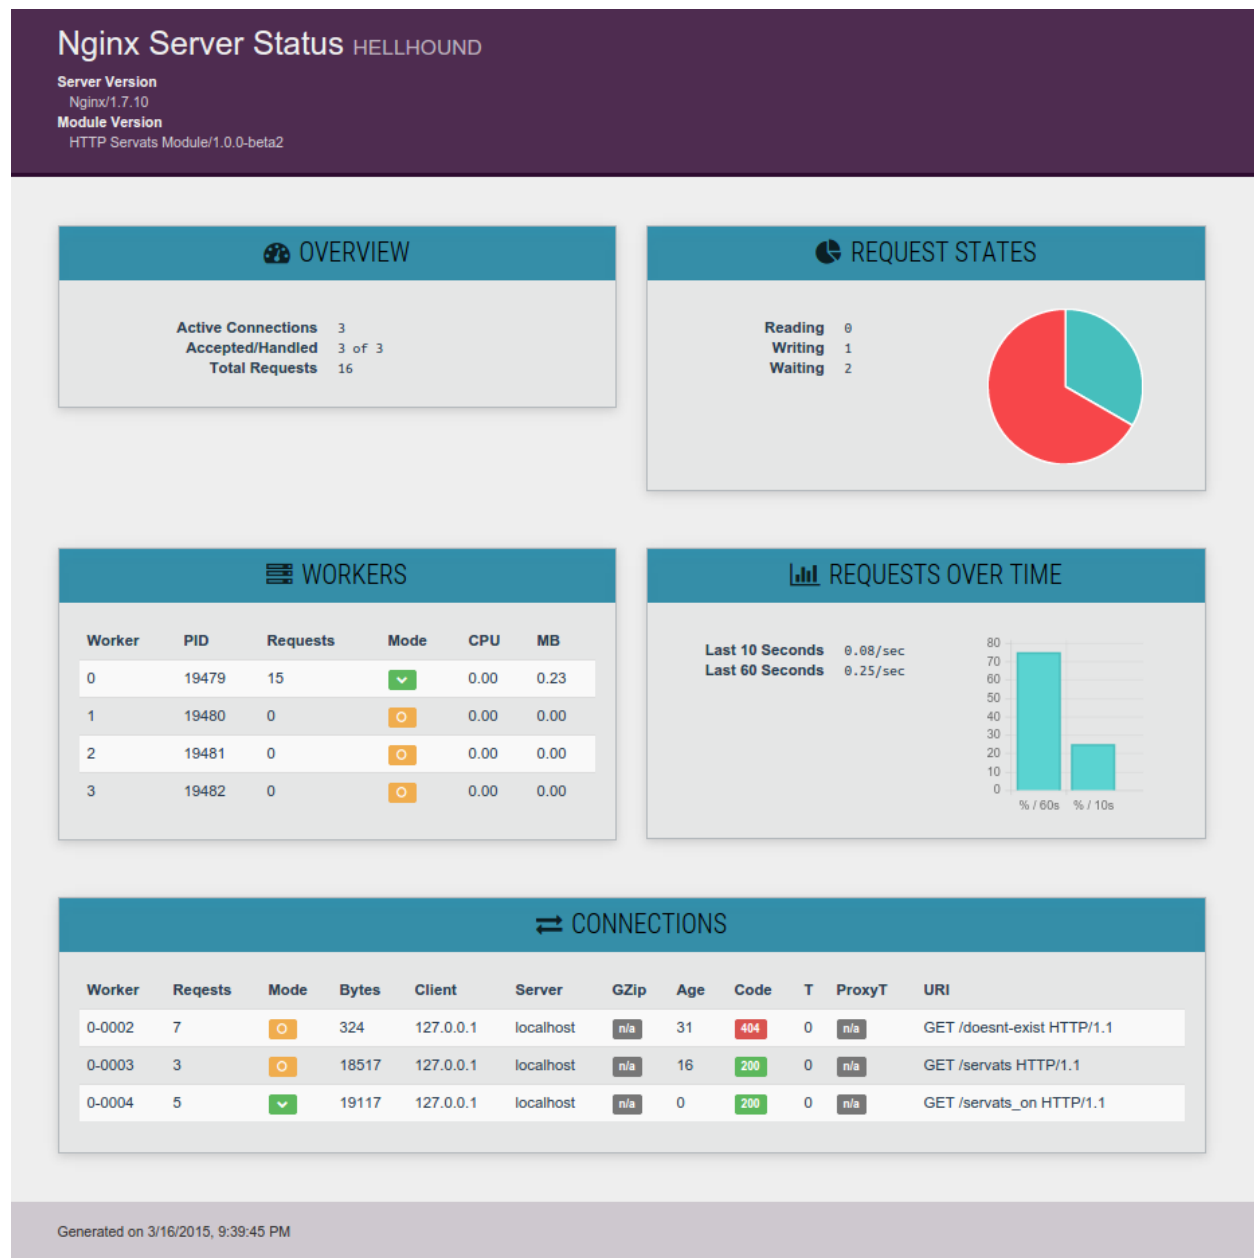 Nginx Server Status HELLHOUND
Server Version
Nginx/1.7.10
Module Version
HTTP Servats Module/1.0.0-beta2
OVERVIEW
Active Connections 3
Accepted/Handled 3 of 3
Total Requests 16
REQUEST STATES
Reading 0
Writing 1
Waiting 2
WORKERS
Worker PID Requests Mode CPU MB
0 19479 15 0.00 0.23
1 19480 0 0.00 0.00
2 19481 0 0.00 0.00
3 19482 0 0.00 0.00
REQUESTS OVER TIME
Last 10 Seconds 0.08/sec
Last 60 Seconds 0.25/sec
80
70
60
50
40
30
20
10
0
% / 60s % / 10s
CONNECTIONS
Worker Reqests Mode Bytes Client Server GZip Age Code T ProxyT URI
0-0002 7 324 127.0.0.1 localhost n/a 31 404 0 n/a GET /doesnt-exist HTTP/1.1
0-0003 3 18517 127.0.0.1 localhost n/a 16 200 0 n/a GET /servats HTTP/1.1
0-0004 5 19117 127.0.0.1 localhost n/a 0 200 0 n/a GET /servats_on HTTP/1.1
Generated on 3/16/2015, 9:39:45 PM